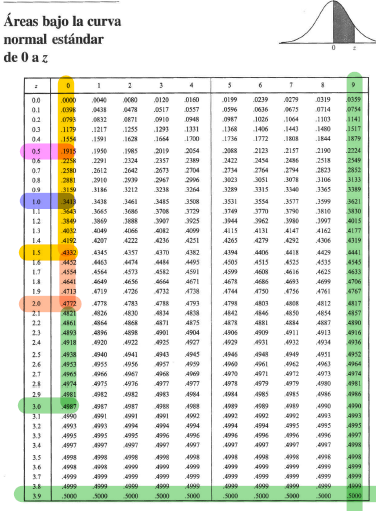 Áreas bajo la curva
normal estándar
de 0 a z
0 z
z 0 1 2 3 4 5 6 7 8 9
0.0 .0000 .0040 .0080 .0120 .0160 .0199 .0239 .0279 .0319 .0359
0.1 .0398 .0438 .0478 .0517 .0557 .0596 .0636 .0675 .0714 .0754
0.2 .0793 .0832 .0871 .0910 .0948 .0987 .1026 .1064 .1103 .1141
0.3 .1179 .1217 .1255 .1293 .1331 .1368 .1406 .1443 .1480 .1517
0.4 .1554 .1591 .1628 .1664 .1700 .1736 .1772 .1808 .1844 .1879
0.5 .1915 .1950 .1985 .2019 .2054 .2088 .2123 .2157 .2190 .2224
0.6 .2258 .2291 .2324 .2357 .2389 .2422 .2454 .2486 .2518 .2549
0.7 .2580 .2612 .2642 .2673 .2704 .2734 .2764 .2794 .2823 .2852
0.8 .2881 .2910 .2939 .2967 .2996 .3023 .3051 .3078 .3106 .3133
0.9 .3159 .3186 .3212 .3238 .3264 .3289 .3315 .3340 .3365 .3389
1.0 .3413 .3438 .3461 .3485 .3508 .3531 .3554 .3577 .3599 .3621
1.1 .3643 .3665 .3686 .3708 .3729 .3749 .3770 .3790 .3810 .3830
1.2 .3849 .3869 .3888 .3907 .3925 .3944 .3962 .3980 .3997 .4015
1.3 .4032 .4049 .4066 .4082 .4099 .4115 .4131 .4147 .4162 .4177
1.4 .4192 .4207 .4222 .4236 .4251 .4265 .4279 .4292 .4306 .4319
1.5 .4332 .4345 .4357 .4370 .4382 .4394 .4406 .4418 .4429 .4441
1.6 .4452 .4463 .4474 .4484 .4495 .4505 .4515 .4525 .4535 .4545
1.7 .4554 .4564 .4573 .4582 .4591 .4599 .4608 .4616 .4625 .4633
1.8 .4641 .4649 .4656 .4664 .4671 .4678 .4686 .4693 .4699 .4706
1.9 .4713 .4719 .4726 .4732 .4738 .4744 .4750 .4756 .4761 .4767
2.0 .4772 .4778 .4783 .4788 .4793 .4798 .4803 .4808 .4812 .4817
2.1 .4821 .4826 .4830 .4834 .4838 .4842 .4846 .4850 .4854 .4857
2.2 .4861 .4864 .4868 .4871 .4875 .4878 .4881 .4884 .4887 .4890
2.3 .4893 .4896 .4898 .4901 .4904 .4906 .4909 .4911 .4913 .4916
2.4 .4918 .4920 .4922 .4925 .4927 .4929 .4931 .4932 .4934 .4936
2.5 .4938 .4940 .4941 .4943 .4945 .4946 .4948 .4949 .4951 .4952
2.6 .4953 .4955 .4956 .4957 .4959 .4960 .4961 .4962 .4963 .4964
2.7 .4965 .4966 .4967 .4968 .4969 .4970 .4971 .4972 .4973 .4974
2.8 .4974 .4975 .4976 .4977 .4977 .4978 .4979 .4979 .4980 .4981
2.9 .4981 .4982 .4982 .4983 .4984 .4984 .4985 .4985 .4986 .4986
3.0 .4987 .4987 .4987 .4988 .4988 .4989 .4989 .4989 .4990 .4990
3.1 .4990 .4991 .4991 .4991 .4992 .4992 .4992 .4992 .4993 .4993
3.2 .4993 .4993 .4994 .4994 .4994 .4994 .4994 .4995 .4995 .4995
3.3 .4995 .4995 .4995 .4996 .4996 .4996 .4996 .4996 .4996 .4997
3.4 .4997 .4997 .4997 .4997 .4997 .4997 .4997 .4997 .4997 .4998
3.5 .4998 .4998 .4998 .4998 .4998 .4998 .4998 .4998 .4998 .4998
3.6 .4998 .4998 .4999 .4999 .4999 .4999 .4999 .4999 .4999 .4999
3.7 .4999 .4999 .4999 .4999 .4999 .4999 .4999 .4999 .4999 .4999
3.8 .4999 .4999 .4999 .4999 .4999 .4999 .4999 .4999 .4999 .4999
3.9 .5000 .5000 .5000 .5000 .5000 .5000 .5000 .5000 .5000 .5000